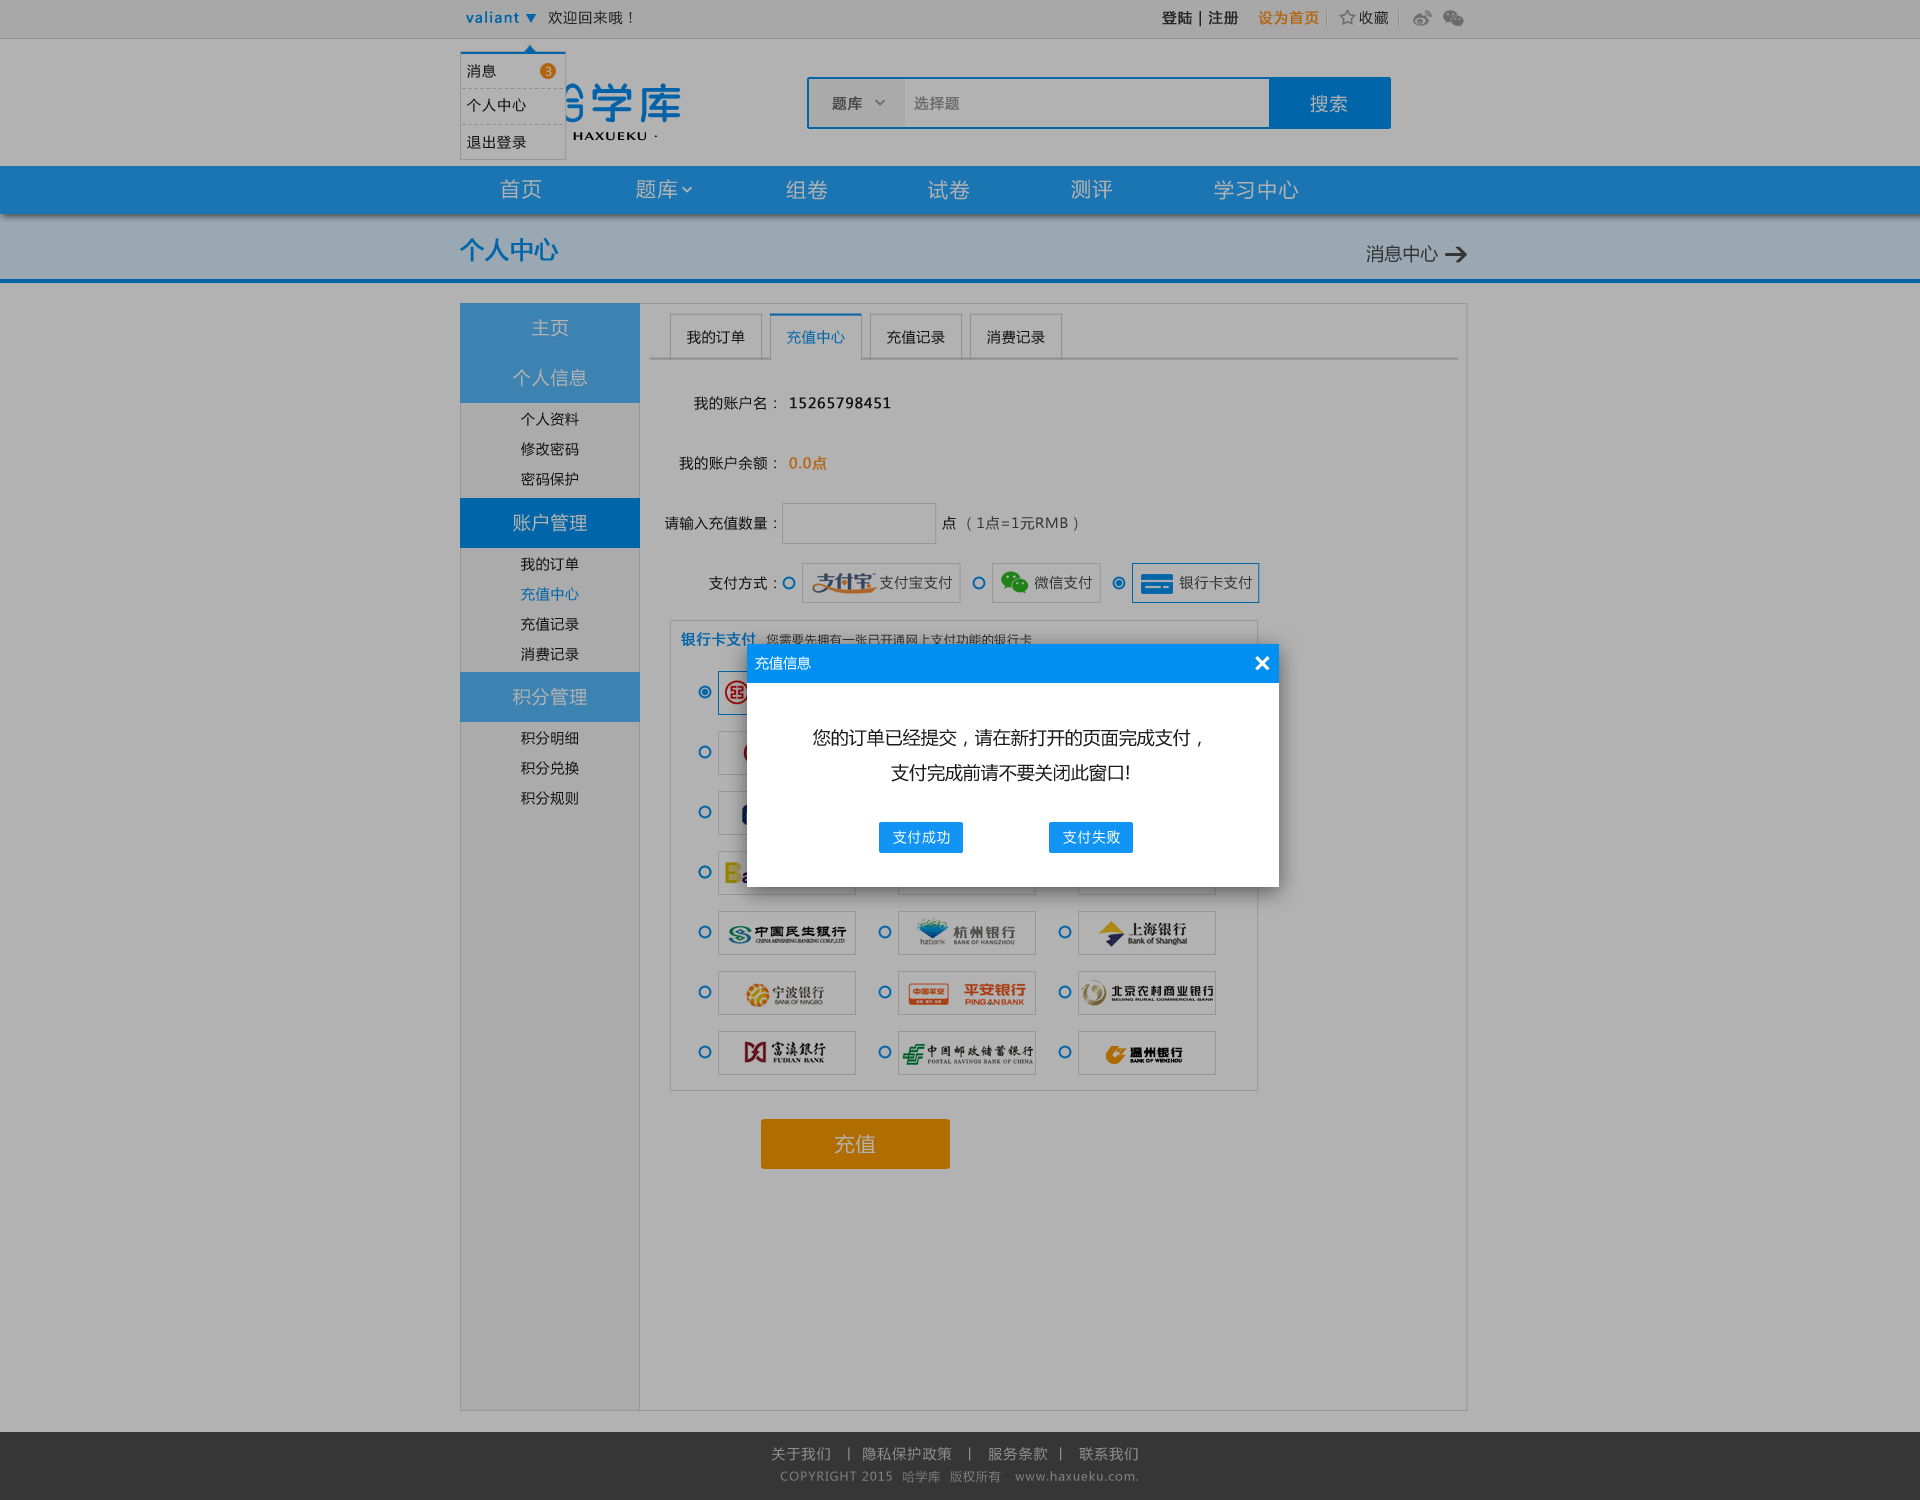 valiant ▼ 欢迎回来哦！
登陆 | 注册 设为首页 收藏
消息 3
个人中心
退出登录
哈学库
HAXUEKU ·
题库 选择题 搜索
首页 题库 组卷 试卷 测评 学习中心
个人中心
消息中心
主页
个人信息
个人资料
修改密码
密码保护
账户管理
我的订单
充值中心
充值记录
消费记录
积分管理
积分明细
积分兑换
积分规则
我的订单 充值中心 充值记录 消费记录
我的账户名： 15265798451
我的账户余额： 0.0点
请输入充值数量： 点（1点=1元RMB）
支付方式： 支付宝 支付宝支付 微信支付 银行卡支付
银行卡支付 您需要先拥有一张已开通网上支付功能的银行卡
充值信息
您的订单已经提交，请在新打开的页面完成支付，
支付完成前请不要关闭此窗口!
支付成功 支付失败
Ba
中国民生银行
CHINA MINSHENG BANKING CORP.,LTD.
hzbank 杭州银行
BANK OF HANGZHOU
上海银行
Bank of Shanghai
宁波银行
BANK OF NINGBO
中国平安 平安银行
PING AN BANK
北京农村商业银行
BEIJING RURAL COMMERCIAL BANK
富滇银行
FUDIAN BANK
中国邮政储蓄银行
POSTAL SAVINGS BANK OF CHINA
温州银行
BANK OF WENZHOU
充值
关于我们 | 隐私保护政策 | 服务条款 | 联系我们
COPYRIGHT 2015 哈学库 版权所有 www.haxueku.com.